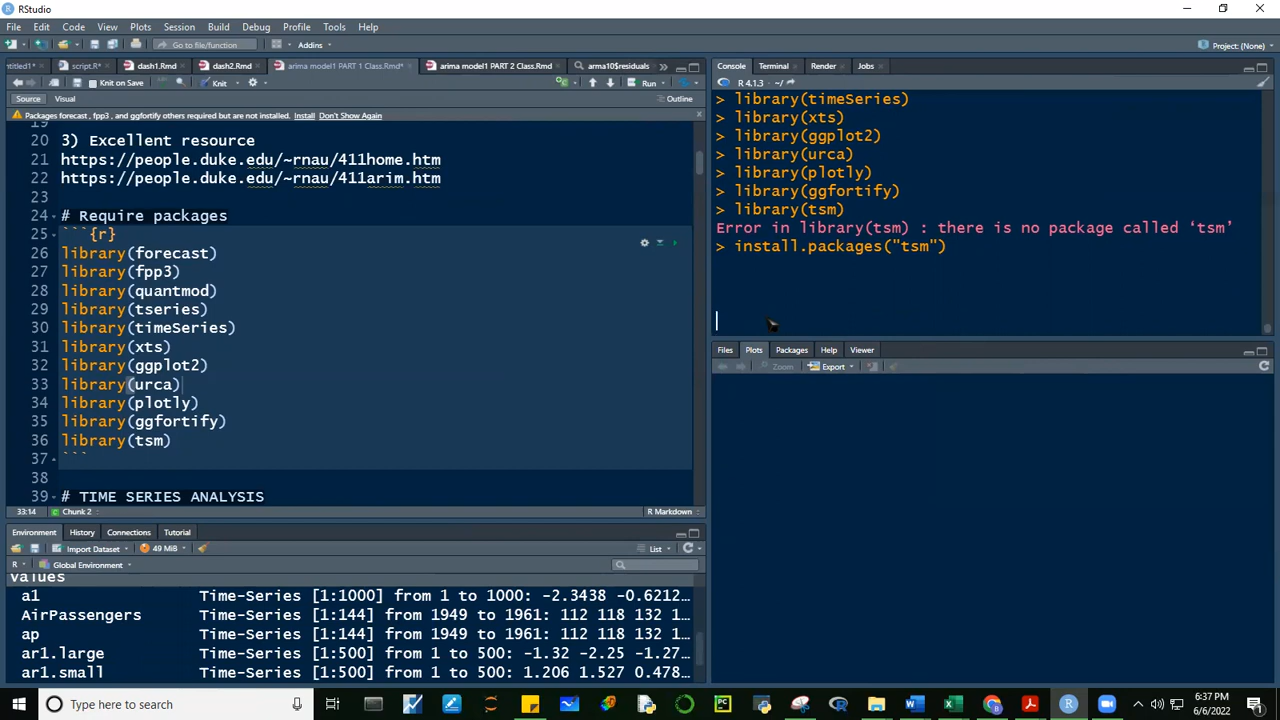 RStudio
File Edit Code View Plots Session Build Debug Profile Tools Help
Go to file/function Addins Project: (None)
ntitled1* script.R* dash1.Rmd dash2.Rmd arima model1 PART 1 Class.Rmd* arima model1 PART 2 Class.Rmd arma10$residuals
Knit on Save Knit Run
Source Visual Outline
Packages forecast, fpp3, and ggfortify others required but are not installed. Install Don't Show Again
19
20 3) Excellent resource
21 https://people.duke.edu/~rnau/411home.htm
22 https://people.duke.edu/~rnau/411arim.htm
23
24 # Require packages
25 ```{r}
26 library(forecast)
27 library(fpp3)
28 library(quantmod)
29 library(tseries)
30 library(timeSeries)
31 library(xts)
32 library(ggplot2)
33 library(urca)
34 library(plotly)
35 library(ggfortify)
36 library(tsm)
37 ```
38
39 # TIME SERIES ANALYSIS
33:14 Chunk 2 R Markdown
Environment History Connections Tutorial
Import Dataset 49 MiB List
R Global Environment
Values
a1 Time-Series [1:1000] from 1 to 1000: -2.3438 -0.6212…
AirPassengers Time-Series [1:144] from 1949 to 1961: 112 118 132 1…
ap Time-Series [1:144] from 1949 to 1961: 112 118 132 1…
ar1.large Time-Series [1:500] from 1 to 500: -1.32 -2.25 -1.27…
ar1.small Time-Series [1:500] from 1 to 500: 1.206 1.527 0.478…
Console Terminal Render Jobs
R 4.1.3 · ~/
> library(timeSeries)
> library(xts)
> library(ggplot2)
> library(urca)
> library(plotly)
> library(ggfortify)
> library(tsm)
Error in library(tsm) : there is no package called ‘tsm’
> install.packages("tsm")
Files Plots Packages Help Viewer
Zoom Export
Type here to search
6:37 PM
6/6/2022